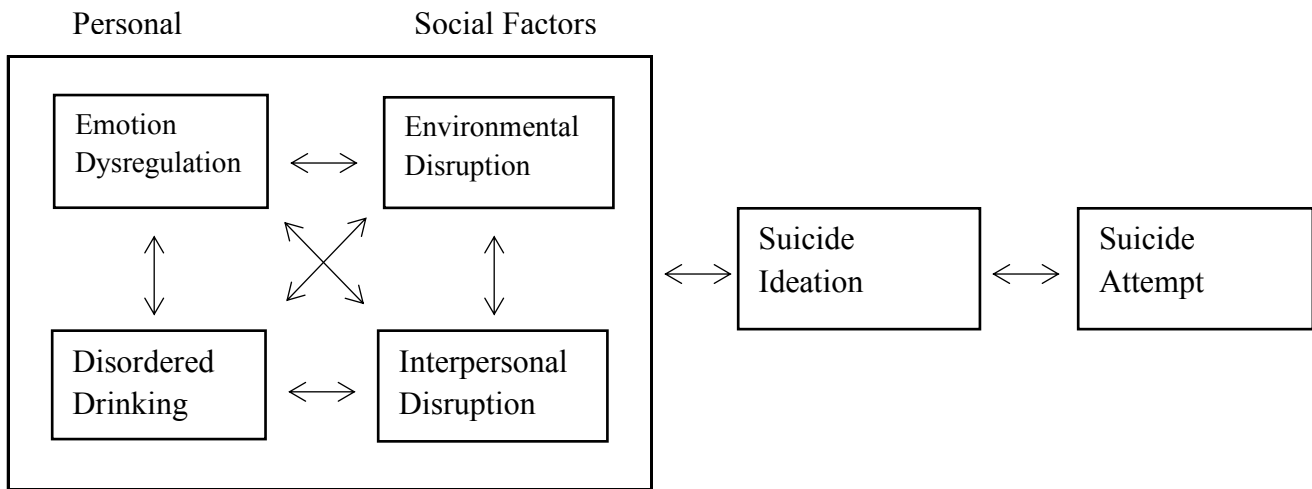 Personal
Social Factors
Emotion
Dysregulation
Environmental
Disruption
Disordered
Drinking
Interpersonal
Disruption
Suicide
Ideation
Suicide
Attempt